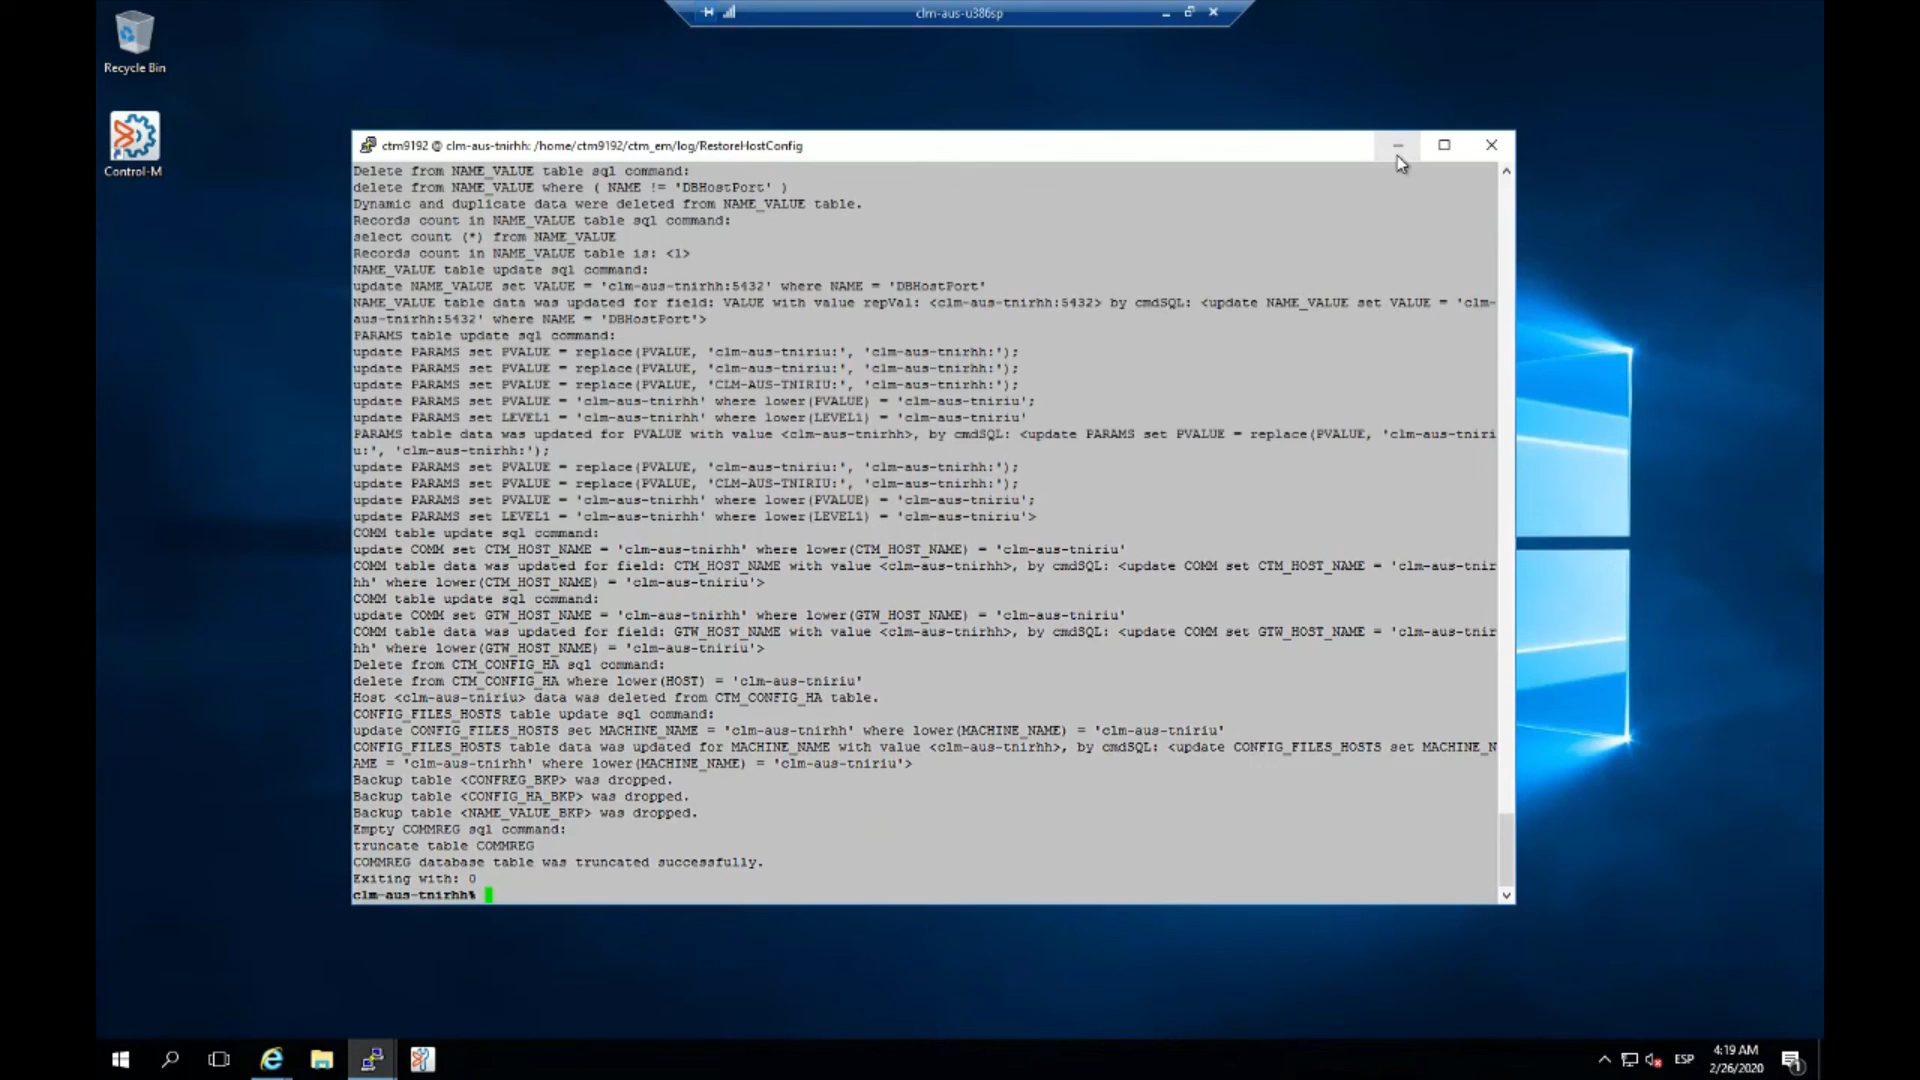 clm-aus-u386sp
Recycle Bin
Control-M
ctm9192 @ clm-aus-tnirhh: /home/ctm9192/ctm_em/log/RestoreHostConfig
Delete from NAME_VALUE table sql command:
delete from NAME_VALUE where ( NAME != 'DBHostPort' )
Dynamic and duplicate data were deleted from NAME_VALUE table.
Records count in NAME_VALUE table sql command:
select count (*) from NAME_VALUE
Records count in NAME_VALUE table is: <1>
NAME_VALUE table update sql command:
update NAME_VALUE set VALUE = 'clm-aus-tnirhh:5432' where NAME = 'DBHostPort'
NAME_VALUE table data was updated for field: VALUE with value repVal: <clm-aus-tnirhh:5432> by cmdSQL: <update NAME_VALUE set VALUE = 'clm-
aus-tnirhh:5432' where NAME = 'DBHostPort'>
PARAMS table update sql command:
update PARAMS set PVALUE = replace(PVALUE, 'clm-aus-tniriu:', 'clm-aus-tnirhh:');
update PARAMS set PVALUE = replace(PVALUE, 'clm-aus-tniriu:', 'clm-aus-tnirhh:');
update PARAMS set PVALUE = replace(PVALUE, 'CLM-AUS-TNIRIU:', 'clm-aus-tnirhh:');
update PARAMS set PVALUE = 'clm-aus-tnirhh' where lower(PVALUE) = 'clm-aus-tniriu';
update PARAMS set LEVEL1 = 'clm-aus-tnirhh' where lower(LEVEL1) = 'clm-aus-tniriu'
PARAMS table data was updated for PVALUE with value <clm-aus-tnirhh>, by cmdSQL: <update PARAMS set PVALUE = replace(PVALUE, 'clm-aus-tniri
u:', 'clm-aus-tnirhh:');
update PARAMS set PVALUE = replace(PVALUE, 'clm-aus-tniriu:', 'clm-aus-tnirhh:');
update PARAMS set PVALUE = replace(PVALUE, 'CLM-AUS-TNIRIU:', 'clm-aus-tnirhh:');
update PARAMS set PVALUE = 'clm-aus-tnirhh' where lower(PVALUE) = 'clm-aus-tniriu';
update PARAMS set LEVEL1 = 'clm-aus-tnirhh' where lower(LEVEL1) = 'clm-aus-tniriu'>
COMM table update sql command:
update COMM set CTM_HOST_NAME = 'clm-aus-tnirhh' where lower(CTM_HOST_NAME) = 'clm-aus-tniriu'
COMM table data was updated for field: CTM_HOST_NAME with value <clm-aus-tnirhh>, by cmdSQL: <update COMM set CTM_HOST_NAME = 'clm-aus-tnir
hh' where lower(CTM_HOST_NAME) = 'clm-aus-tniriu'>
COMM table update sql command:
update COMM set GTW_HOST_NAME = 'clm-aus-tnirhh' where lower(GTW_HOST_NAME) = 'clm-aus-tniriu'
COMM table data was updated for field: GTW_HOST_NAME with value <clm-aus-tnirhh>, by cmdSQL: <update COMM set GTW_HOST_NAME = 'clm-aus-tnir
hh' where lower(GTW_HOST_NAME) = 'clm-aus-tniriu'>
Delete from CTM_CONFIG_HA sql command:
delete from CTM_CONFIG_HA where lower(HOST) = 'clm-aus-tniriu'
Host <clm-aus-tniriu> data was deleted from CTM_CONFIG_HA table.
CONFIG_FILES_HOSTS table update sql command:
update CONFIG_FILES_HOSTS set MACHINE_NAME = 'clm-aus-tnirhh' where lower(MACHINE_NAME) = 'clm-aus-tniriu'
CONFIG_FILES_HOSTS table data was updated for MACHINE_NAME with value <clm-aus-tnirhh>, by cmdSQL: <update CONFIG_FILES_HOSTS set MACHINE_N
AME = 'clm-aus-tnirhh' where lower(MACHINE_NAME) = 'clm-aus-tniriu'>
Backup table <CONFREG_BKP> was dropped.
Backup table <CONFIG_HA_BKP> was dropped.
Backup table <NAME_VALUE_BKP> was dropped.
Empty COMMREG sql command:
truncate table COMMREG
COMMREG database table was truncated successfully.
Exiting with: 0
clm-aus-tnirhh%
ESP
4:19 AM
2/26/2020
1